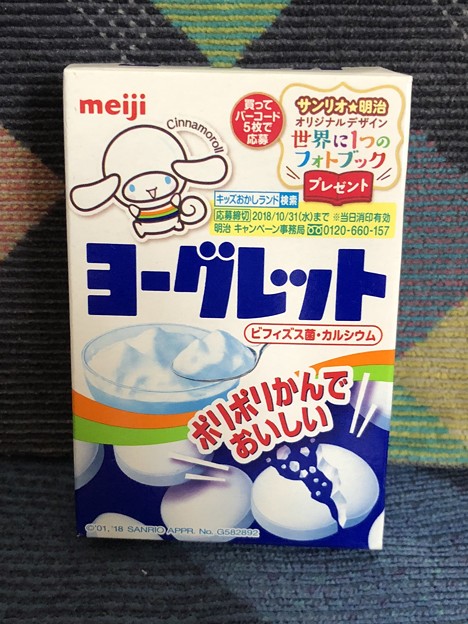 meiji
Cinnamoroll
買って
バーコード
5枚で
応募
サンリオ★明治
オリジナルデザイン
世界に1つの
フォトブック
プレゼント
キッズおかしランド 検索
応募締切 2018/10/31(水)まで ※当日消印有効
明治 キャンペーン事務局 0120-660-157
ヨーグレット
ビフィズス菌・カルシウム
ポリポリかんで
おいしい
©'01,'18 SANRIO APPR. No. G582892